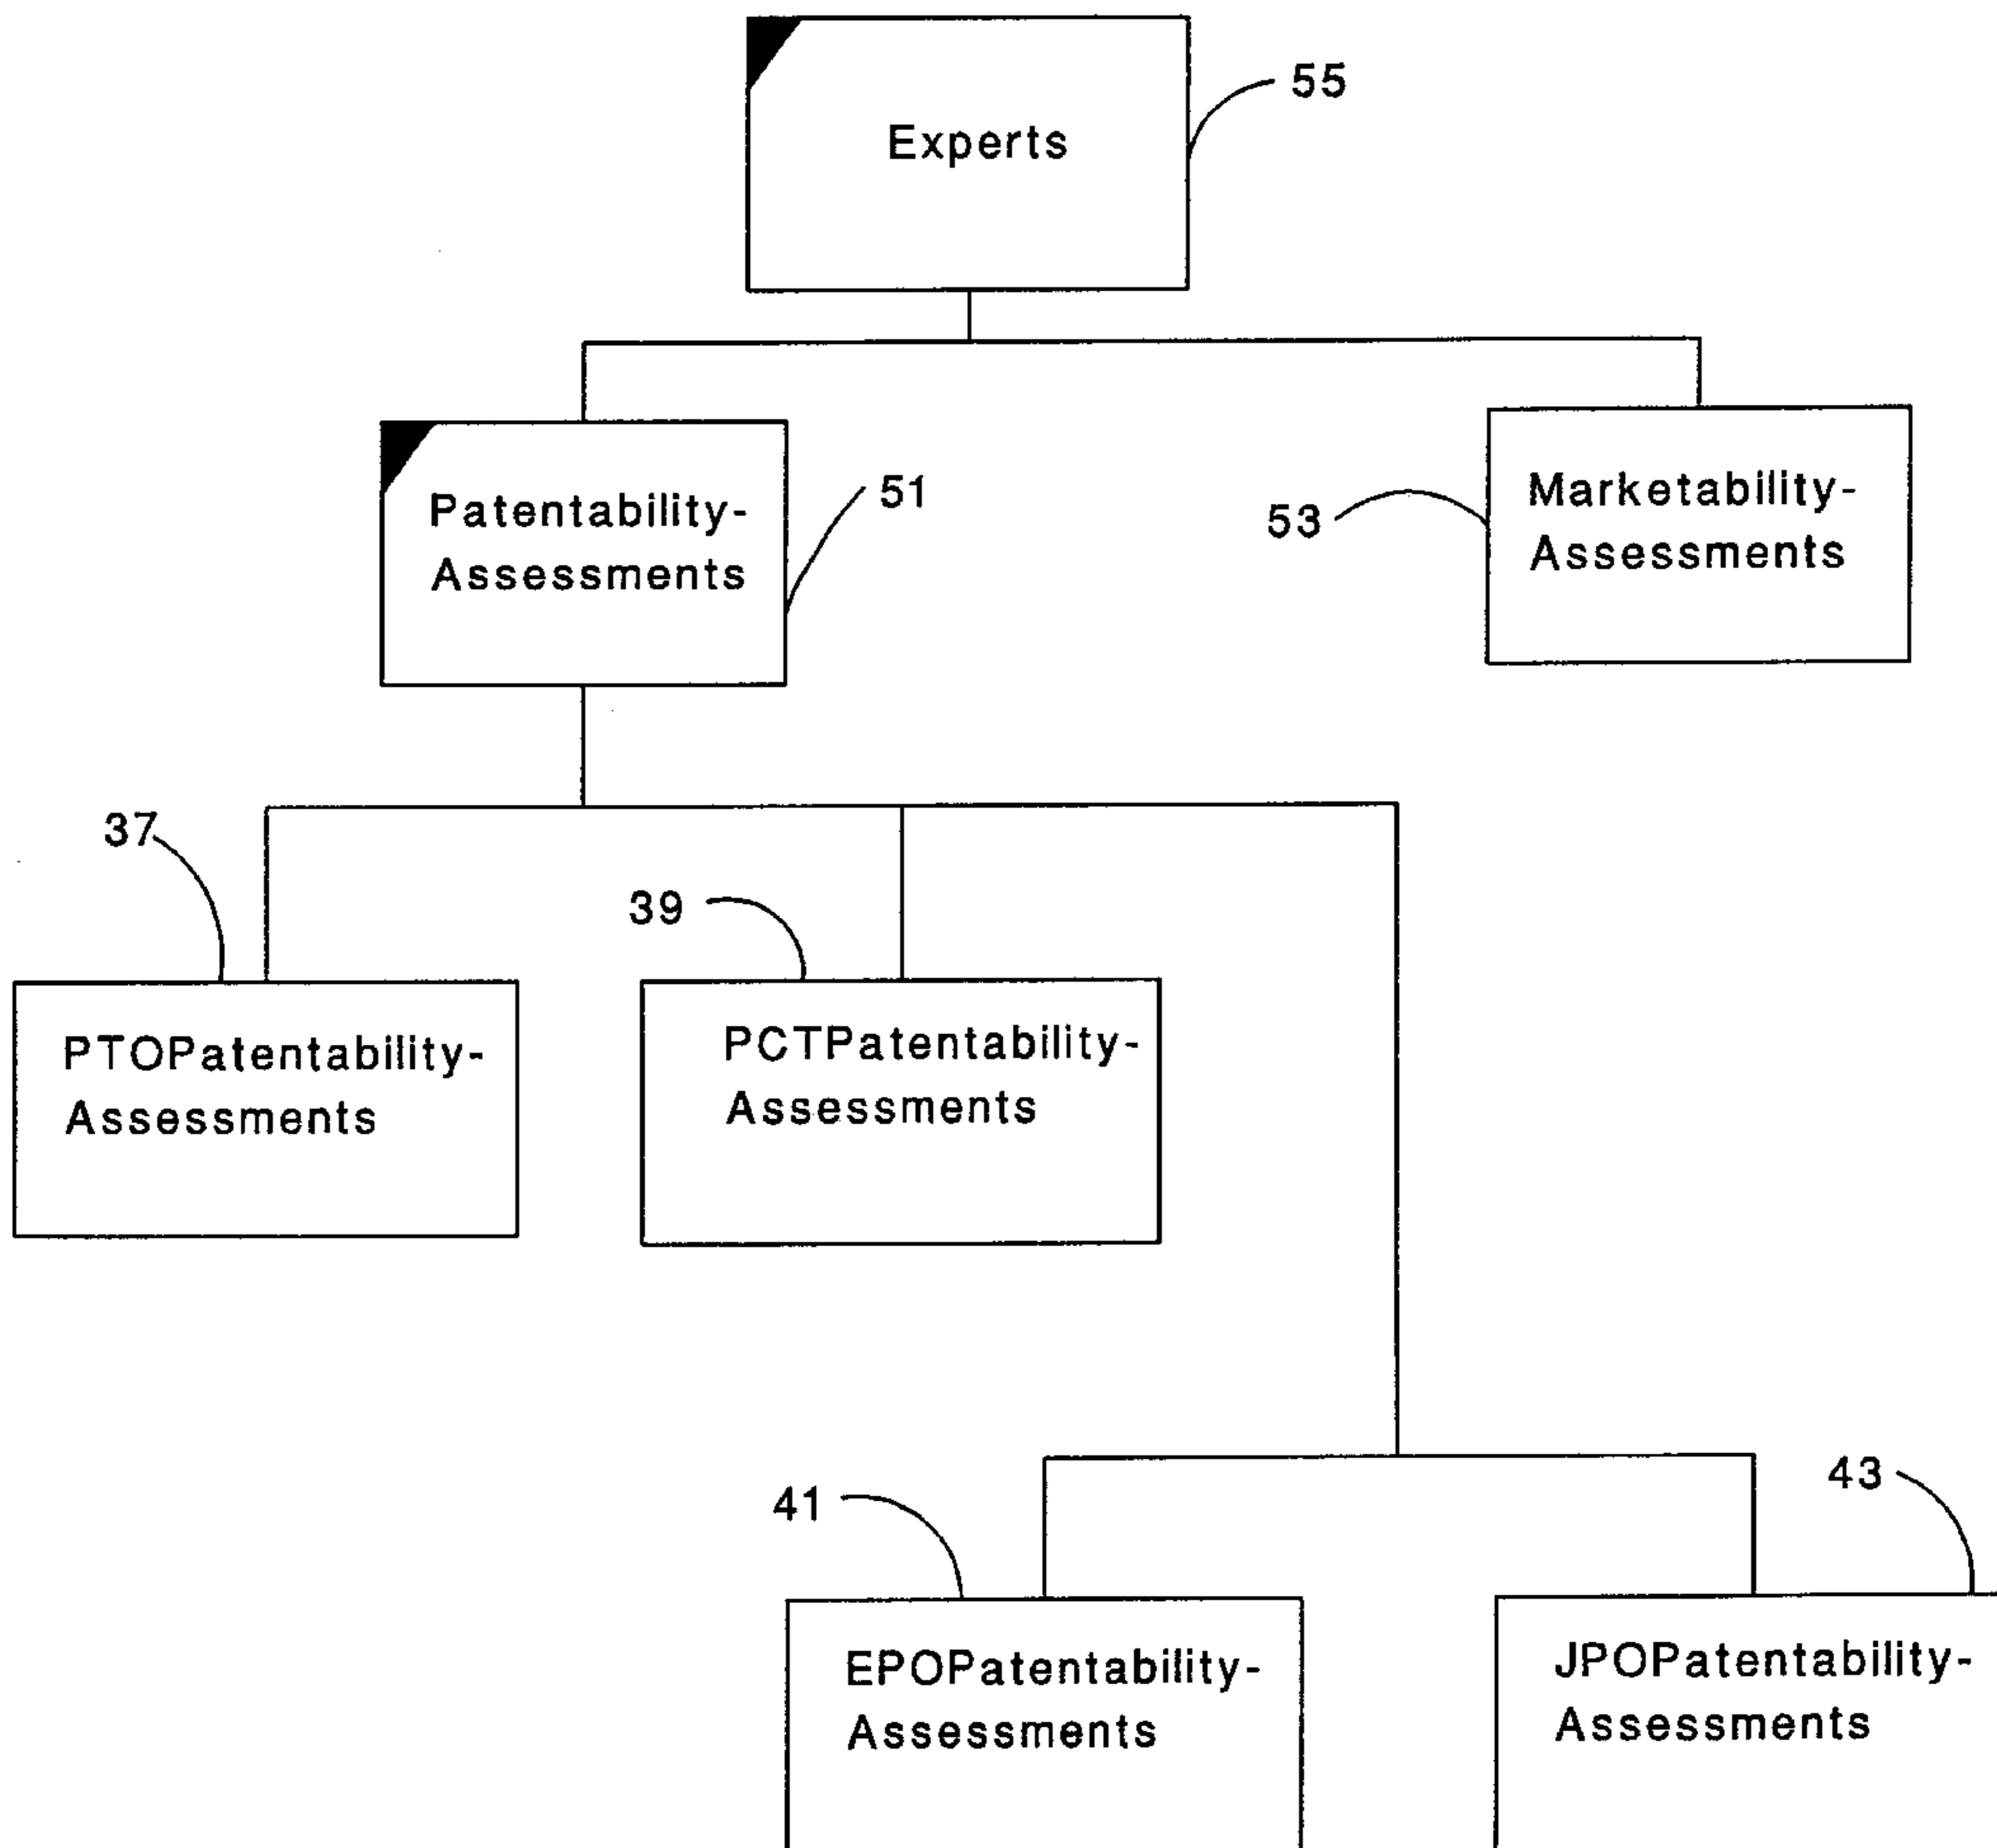 Experts
55
Patentability-
Assessments
51
53
Marketability-
Assessments
37
39
PTOPatentability-
Assessments
PCTPatentability-
Assessments
41
43
EPOPatentability-
Assessments
JPOPatentability-
Assessments